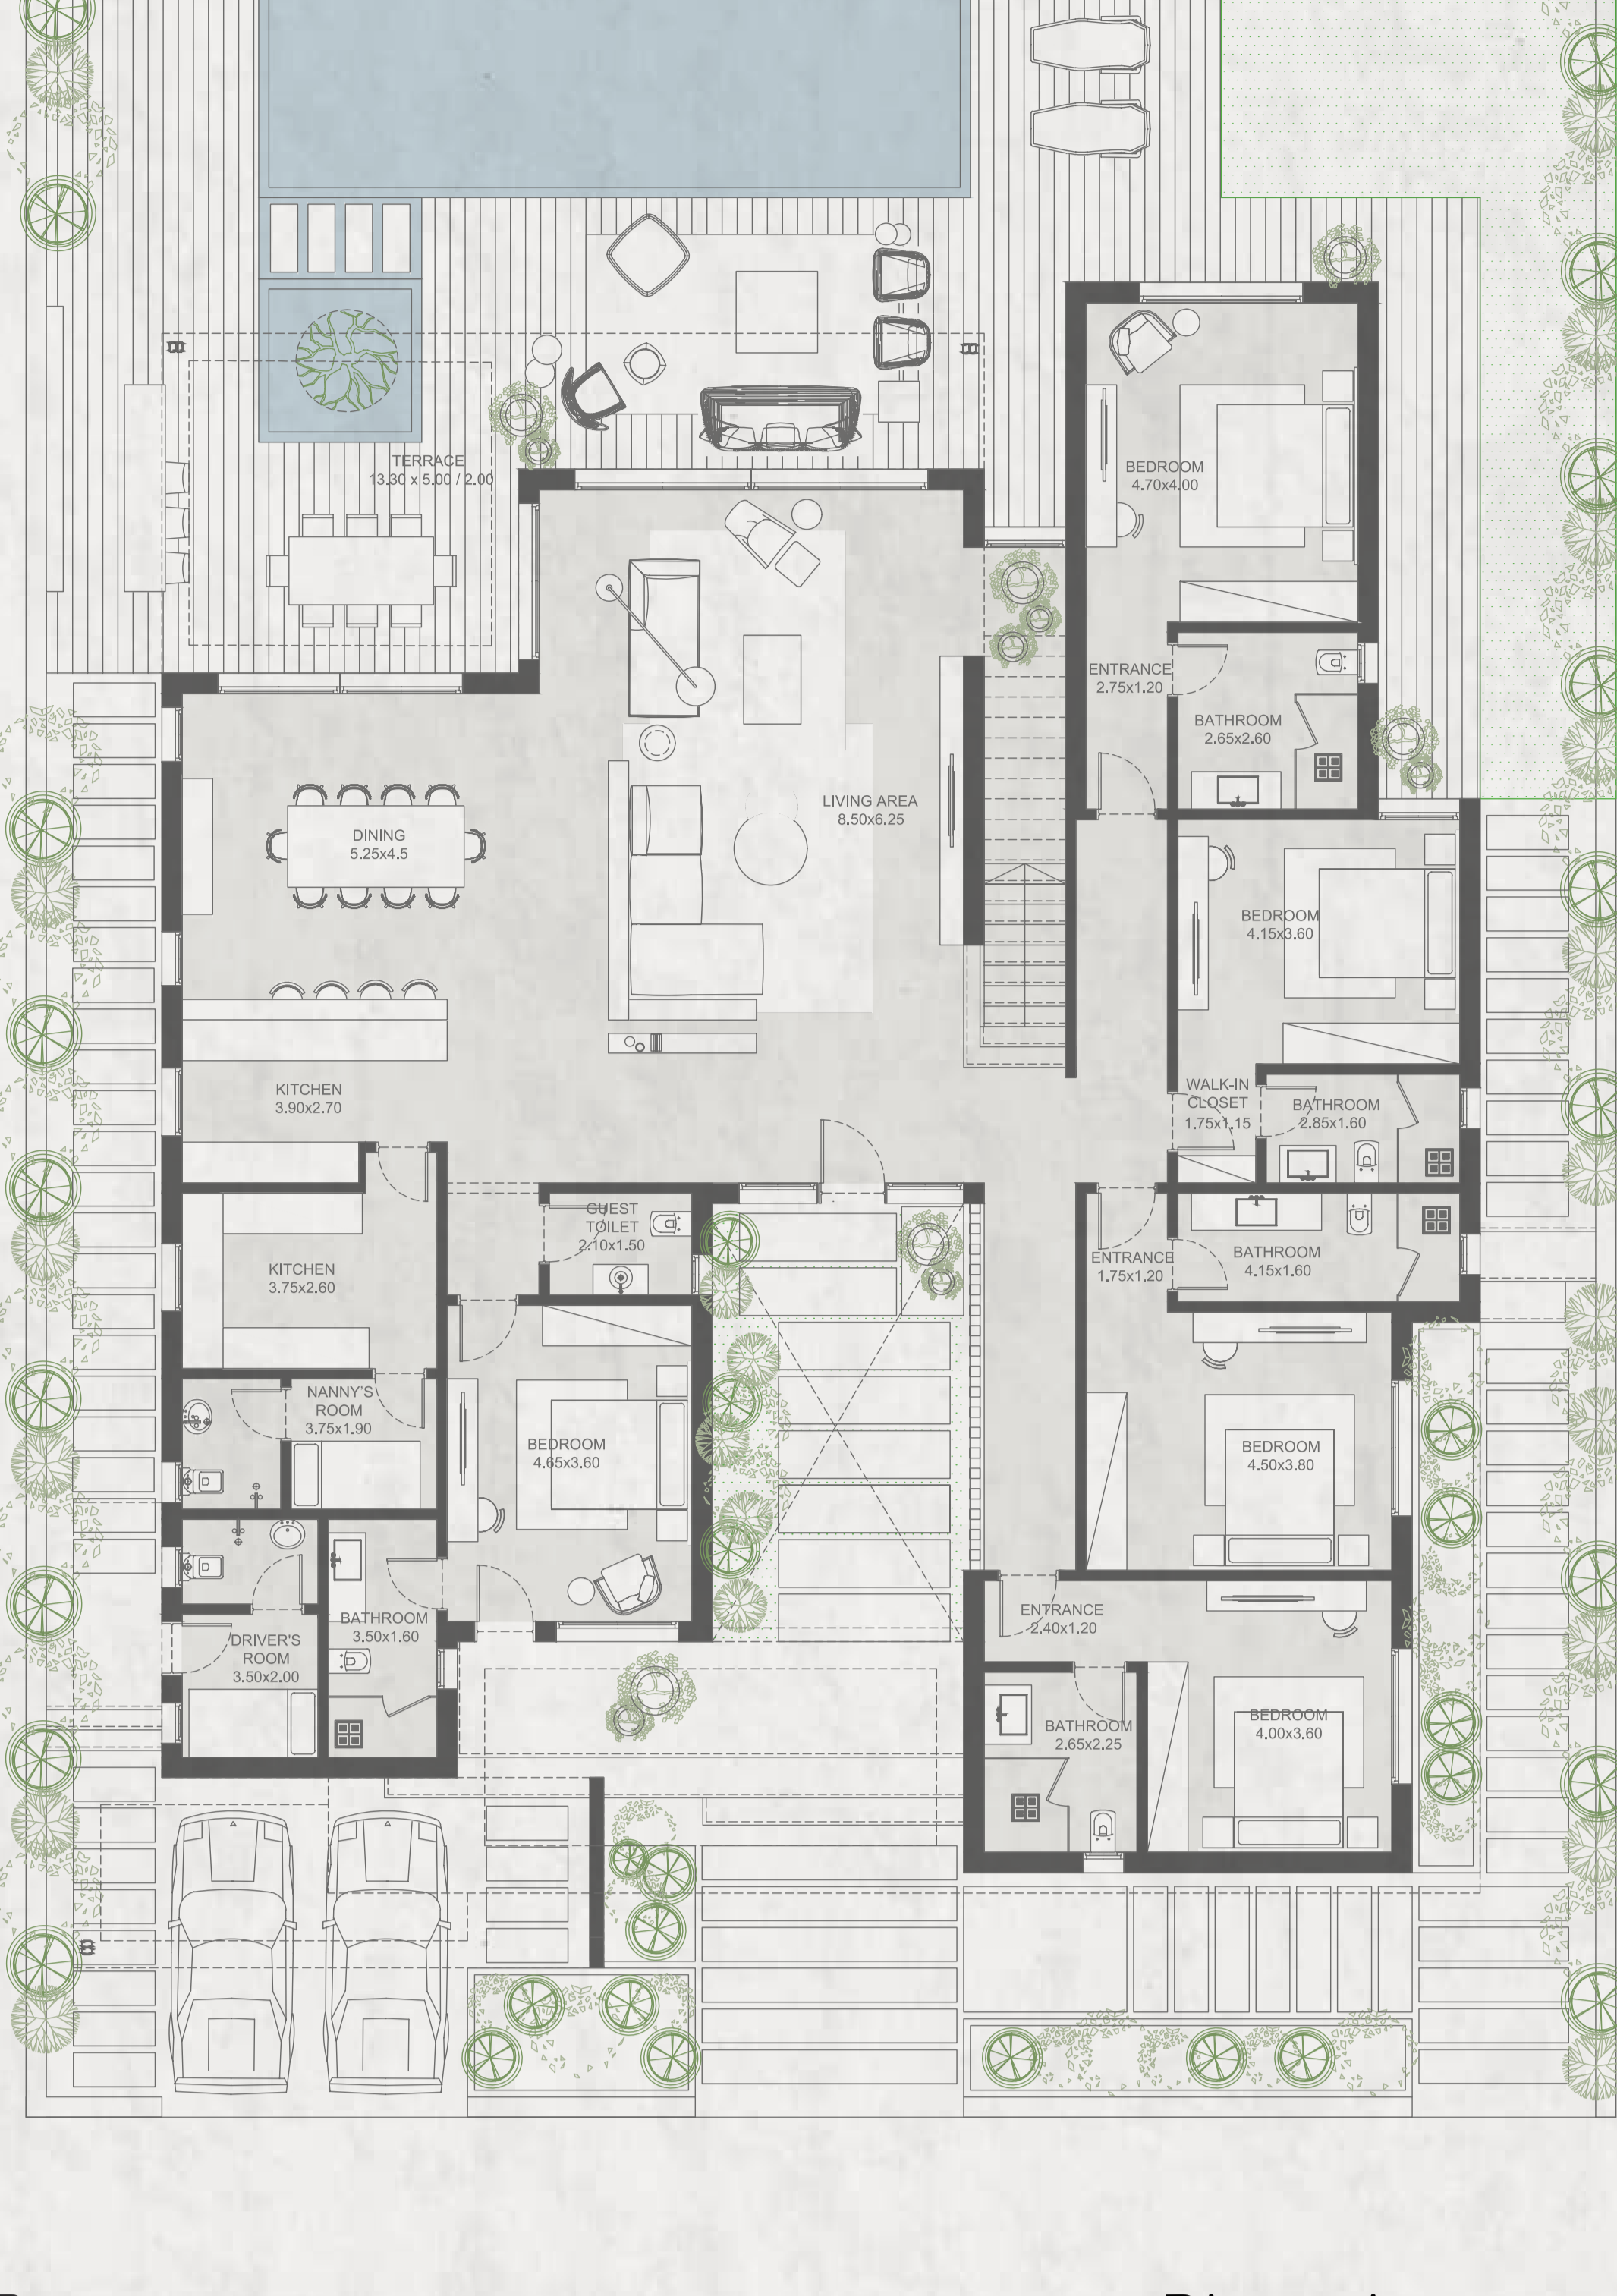 TERRACE
13.30 x 5.00 / 2.00
BEDROOM
4.70x4.00
ENTRANCE
2.75x1.20
BATHROOM
2.65x2.60
LIVING AREA
8.50x6.25
DINING
5.25x4.5
BEDROOM
4.15x3.60
KITCHEN
3.90x2.70
WALK-IN
CLOSET
1.75x1.15
BATHROOM
2.85x1.60
GUEST
TOILET
2.10x1.50
KITCHEN
3.75x2.60
ENTRANCE
1.75x1.20
BATHROOM
4.15x1.60
NANNY'S
ROOM
3.75x1.90
BEDROOM
4.65x3.60
BEDROOM
4.50x3.80
BATHROOM
3.50x1.60
DRIVER'S
ROOM
3.50x2.00
ENTRANCE
2.40x1.20
BATHROOM
2.65x2.25
BEDROOM
4.00x3.60